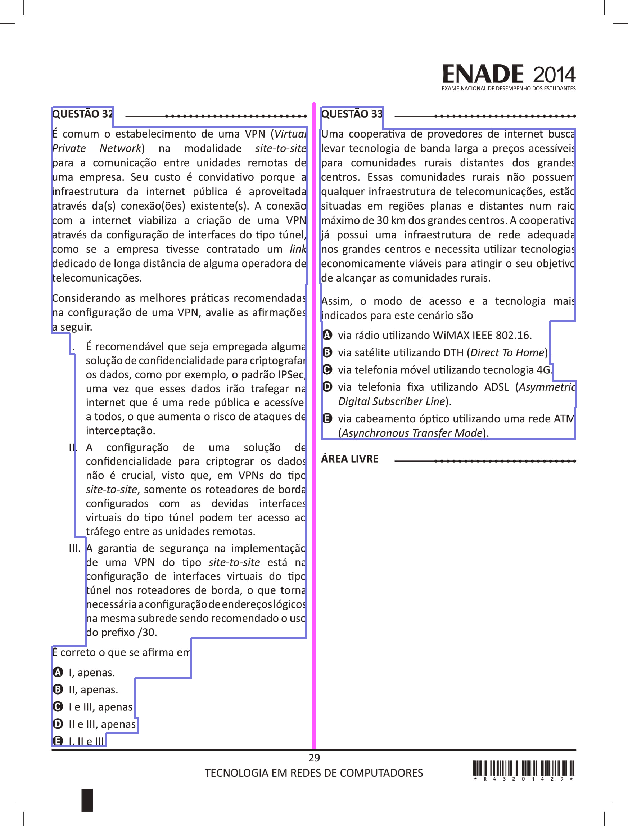 ENADE 2014
EXAME NACIONAL DE DESEMPENHO DOS ESTUDANTES
QUESTÃO 32
É comum o estabelecimento de uma VPN (Virtual
Private Network) na modalidade site-to-site
para a comunicação entre unidades remotas de
uma empresa. Seu custo é convidativo porque a
infraestrutura da internet pública é aproveitada
através da(s) conexão(ões) existente(s). A conexão
com a internet viabiliza a criação de uma VPN
através da configuração de interfaces do tipo túnel,
como se a empresa tivesse contratado um link
dedicado de longa distância de alguma operadora de
telecomunicações.
Considerando as melhores práticas recomendadas
na configuração de uma VPN, avalie as afirmações
a seguir.
I. É recomendável que seja empregada alguma
solução de confidencialidade para criptografar
os dados, como por exemplo, o padrão IPSec,
uma vez que esses dados irão trafegar na
internet que é uma rede pública e acessível
a todos, o que aumenta o risco de ataques de
interceptação.
II. A configuração de uma solução de
confidencialidade para criptograr os dados
não é crucial, visto que, em VPNs do tipo
site-to-site, somente os roteadores de borda
configurados com as devidas interfaces
virtuais do tipo túnel podem ter acesso ao
tráfego entre as unidades remotas.
III. A garantia de segurança na implementação
de uma VPN do tipo site-to-site está na
configuração de interfaces virtuais do tipo
túnel nos roteadores de borda, o que torna
necessária a configuração de endereços lógicos
na mesma subrede sendo recomendado o uso
do prefixo /30.
É correto o que se afirma em
A I, apenas.
B II, apenas.
C I e III, apenas
D II e III, apenas
E I, II e III.
QUESTÃO 33
Uma cooperativa de provedores de internet busca
levar tecnologia de banda larga a preços acessíveis
para comunidades rurais distantes dos grandes
centros. Essas comunidades rurais não possuem
qualquer infraestrutura de telecomunicações, estão
situadas em regiões planas e distantes num raio
máximo de 30 km dos grandes centros. A cooperativa
já possui uma infraestrutura de rede adequada
nos grandes centros e necessita utilizar tecnologias
economicamente viáveis para atingir o seu objetivo
de alcançar as comunidades rurais.
Assim, o modo de acesso e a tecnologia mais
indicados para este cenário são
A via rádio utilizando WiMAX IEEE 802.16.
B via satélite utilizando DTH (Direct To Home)
C via telefonia móvel utilizando tecnologia 4G.
D via telefonia fixa utilizando ADSL (Asymmetric
Digital Subscriber Line).
E via cabeamento óptico utilizando uma rede ATM
(Asynchronous Transfer Mode).
ÁREA LIVRE
29
TECNOLOGIA EM REDES DE COMPUTADORES
*R4320142​9*